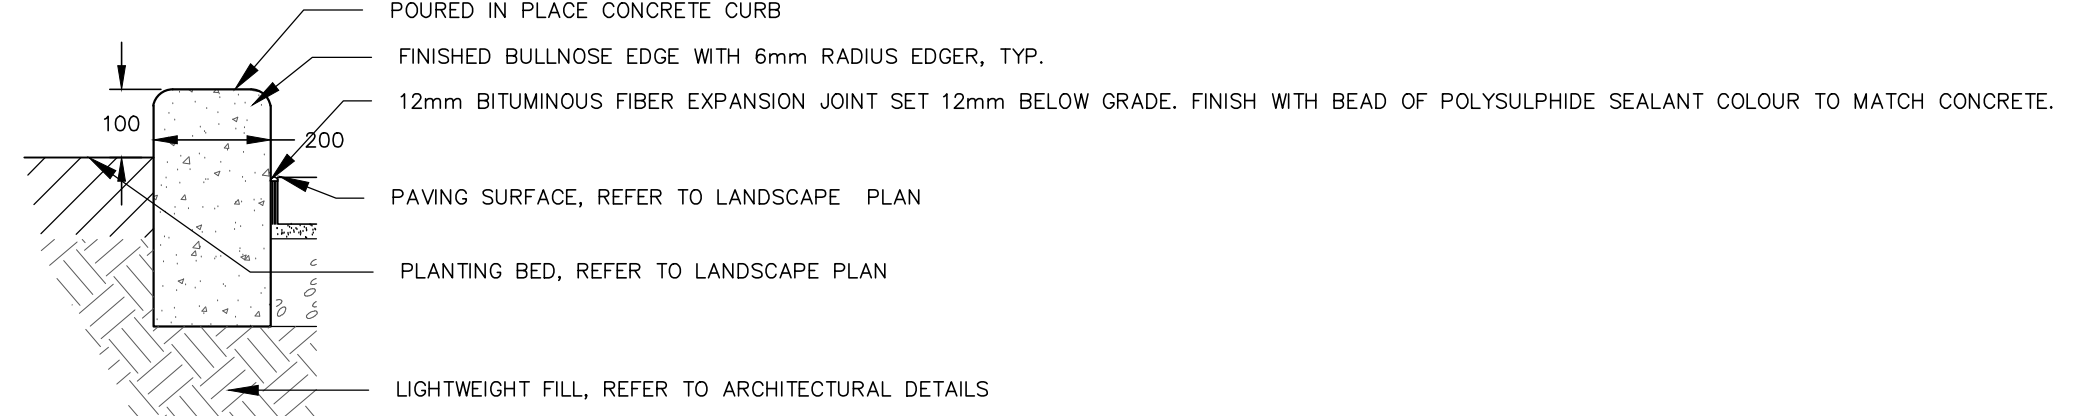 POURED IN PLACE CONCRETE CURB
FINISHED BULLNOSE EDGE WITH 6mm RADIUS EDGER, TYP.
12mm BITUMINOUS FIBER EXPANSION JOINT SET 12mm BELOW GRADE. FINISH WITH BEAD OF POLYSULPHIDE SEALANT COLOUR TO MATCH CONCRETE.
100
200
PAVING SURFACE, REFER TO LANDSCAPE PLAN
PLANTING BED, REFER TO LANDSCAPE PLAN
LIGHTWEIGHT FILL, REFER TO ARCHITECTURAL DETAILS